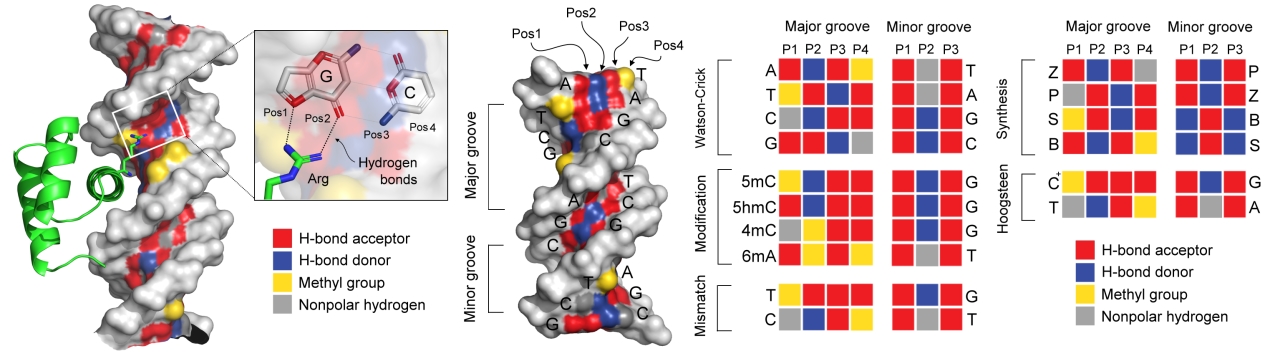 G
C
Pos1
Pos2
Pos3
Pos4
Arg
Hydrogen
bonds
H-bond acceptor
H-bond donor
Methyl group
Nonpolar hydrogen
Major groove
Minor groove
Pos1
Pos2
Pos3
Pos4
A
T
T
A
C
G
G
C
T
A
C
G
G
C
T
A
C
G
G
C
Major groove Minor groove
P1 P2 P3 P4 P1 P2 P3
Watson-Crick
A T
T A
C G
G C
Modification
5mC G
5hmC G
4mC G
6mA T
Mismatch
T G
C T
Major groove Minor groove
P1 P2 P3 P4 P1 P2 P3
Synthesis
Z P
P Z
S B
B S
Hoogsteen
C+ G
T A
H-bond acceptor
H-bond donor
Methyl group
Nonpolar hydrogen